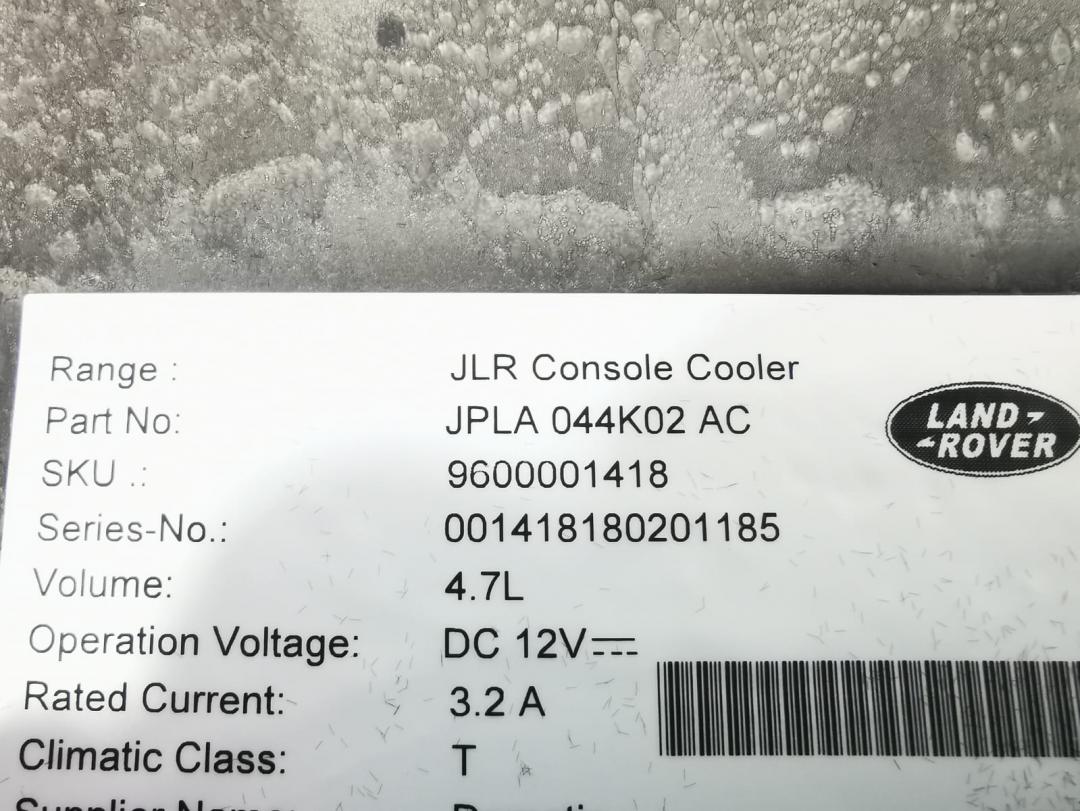 Range : JLR Console Cooler
Part No: JPLA 044K02 AC
LAND
ROVER
SKU .: 9600001418
Series-No.: 001418180201185
Volume: 4.7L
Operation Voltage: DC 12V
Rated Current: 3.2 A
Climatic Class: T